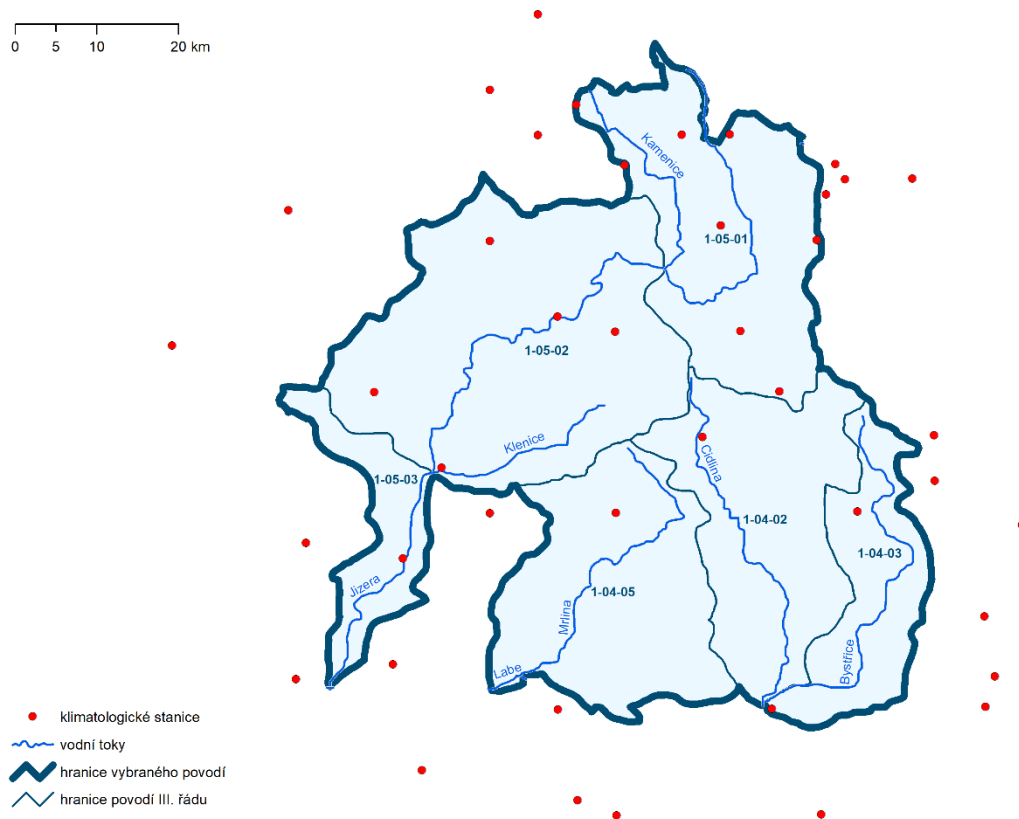 0 5 10 20 km
Kamenice
1-05-01
1-05-02
Klenice
1-05-03
Cidlina
1-04-02
1-04-03
Jizera
1-04-05
Mrlina
Labe
Bystřice
klimatologické stanice
vodní toky
hranice vybraného povodí
hranice povodí III. řádu